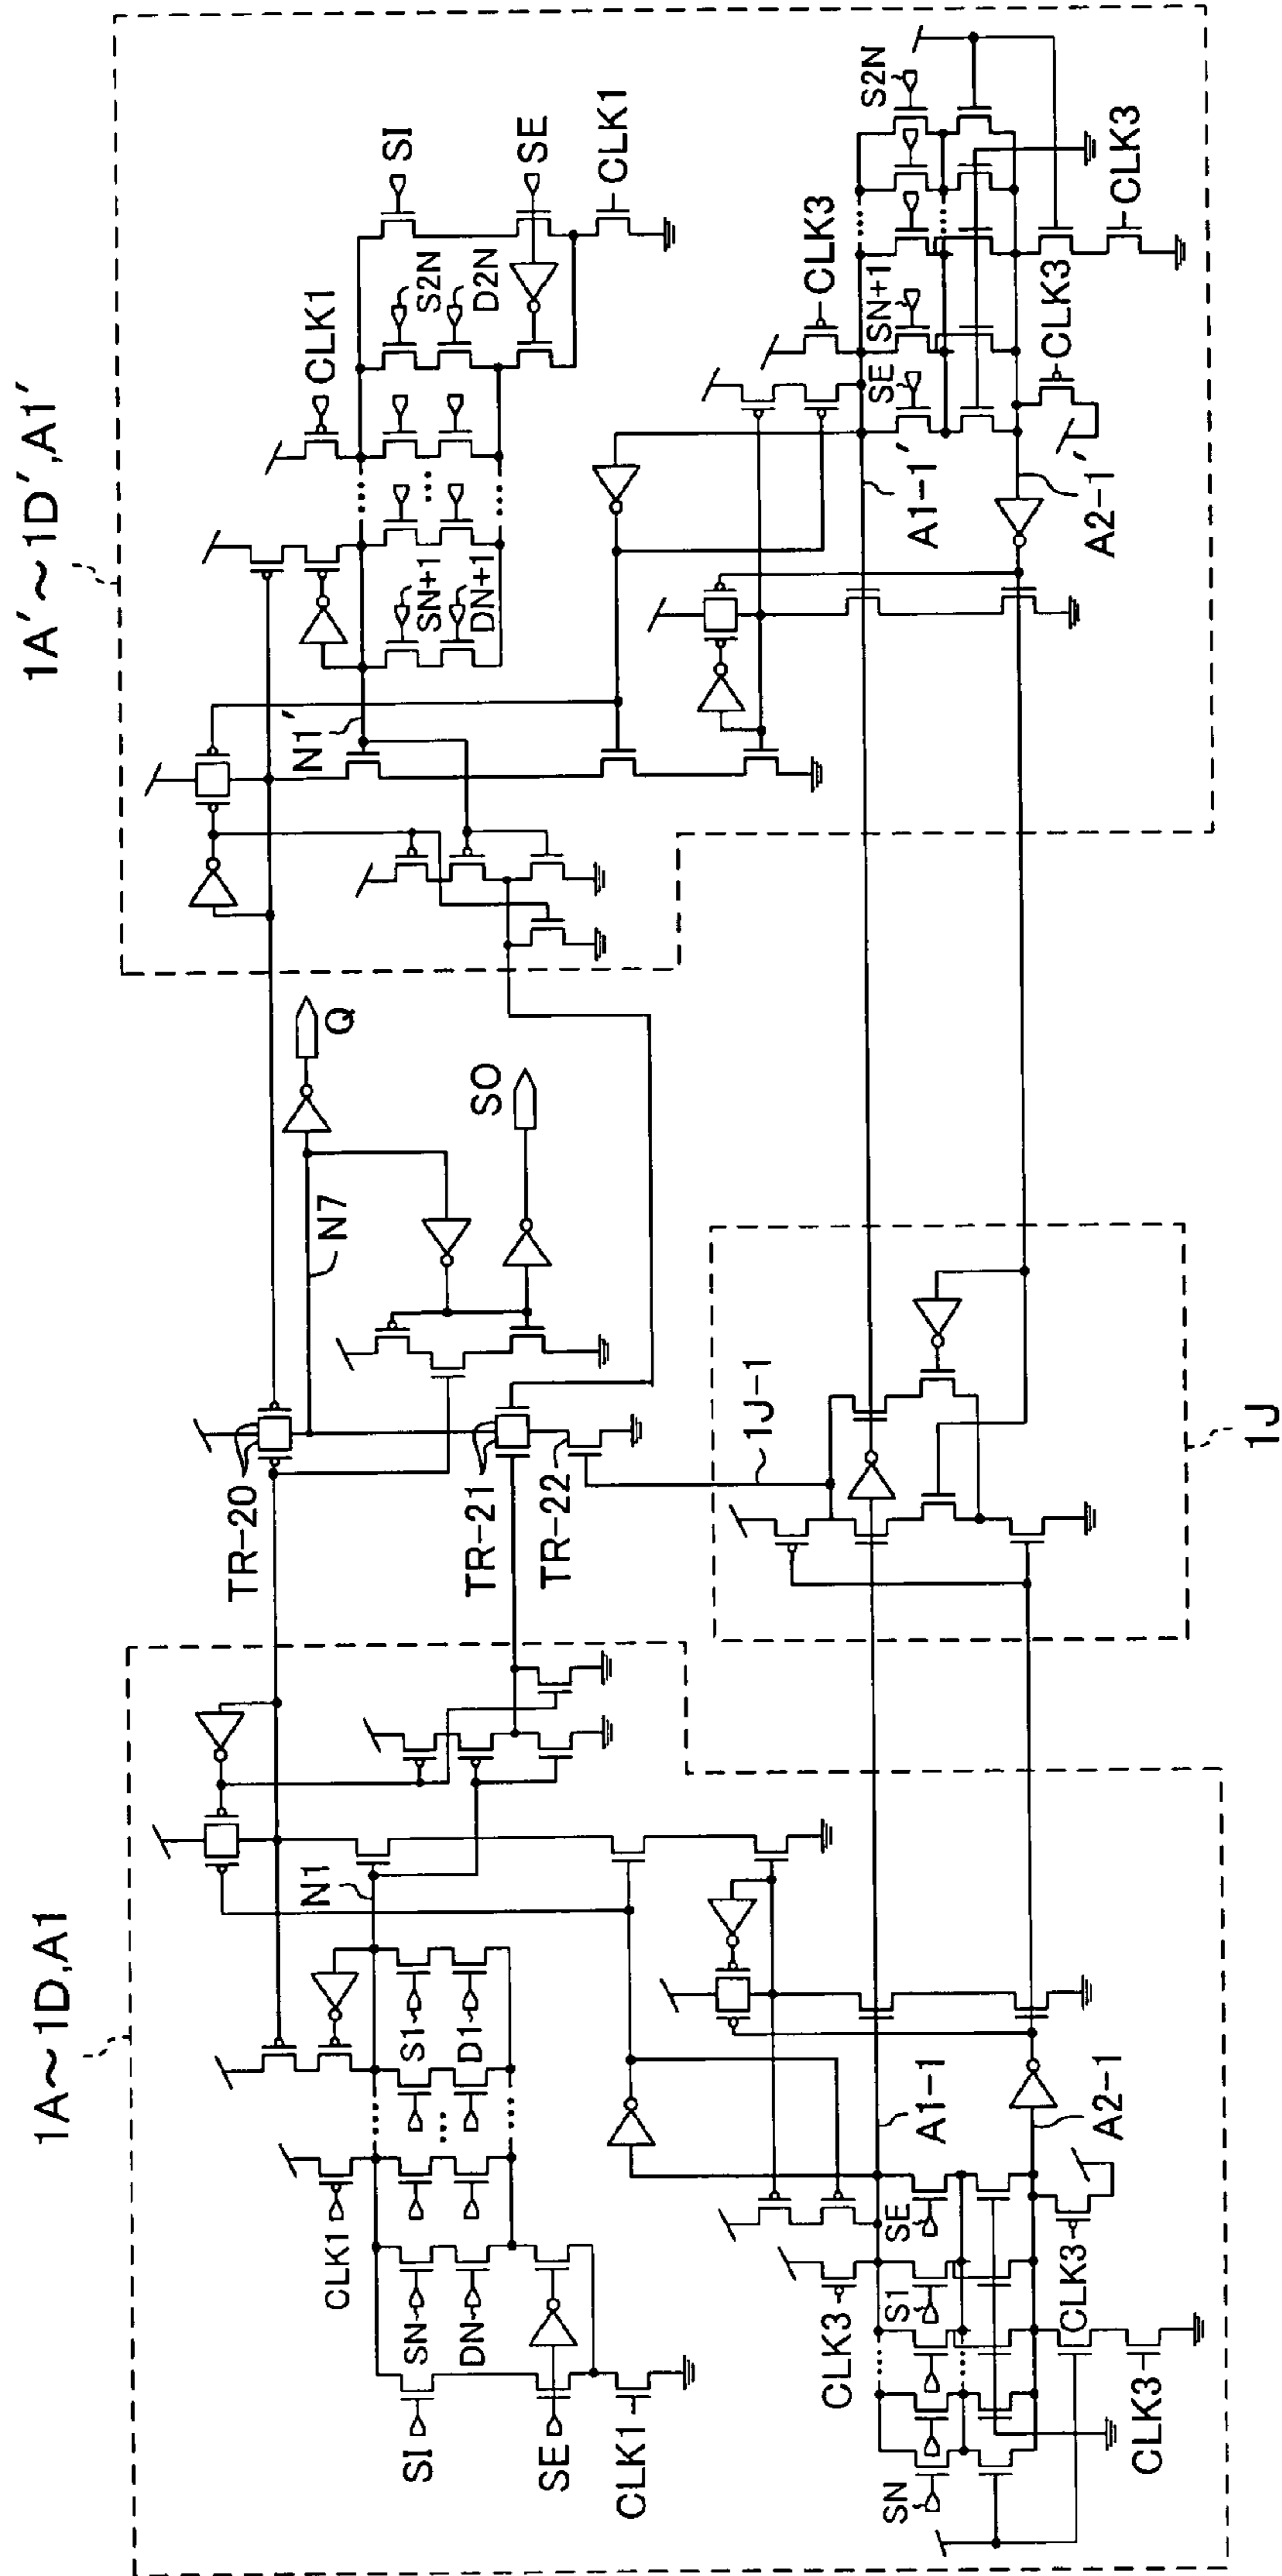 1A'~1D',A1'
SI
CLK1
S2N
D2N
SE
CLK1
SN+1
DN+1
N1'
S2N
CLK3
SN+1
SE
CLK3
CLK3
A1-1'
A2-1'
Q
SO
N7
TR-20
TR-21
TR-22
1J-1
1J
1A~1D,A1
N1
S1
D1
CLK1
SN
DN
SI
SE
CLK1
A1-1
A2-1
SE
S1
CLK3
CLK3
SN
CLK3